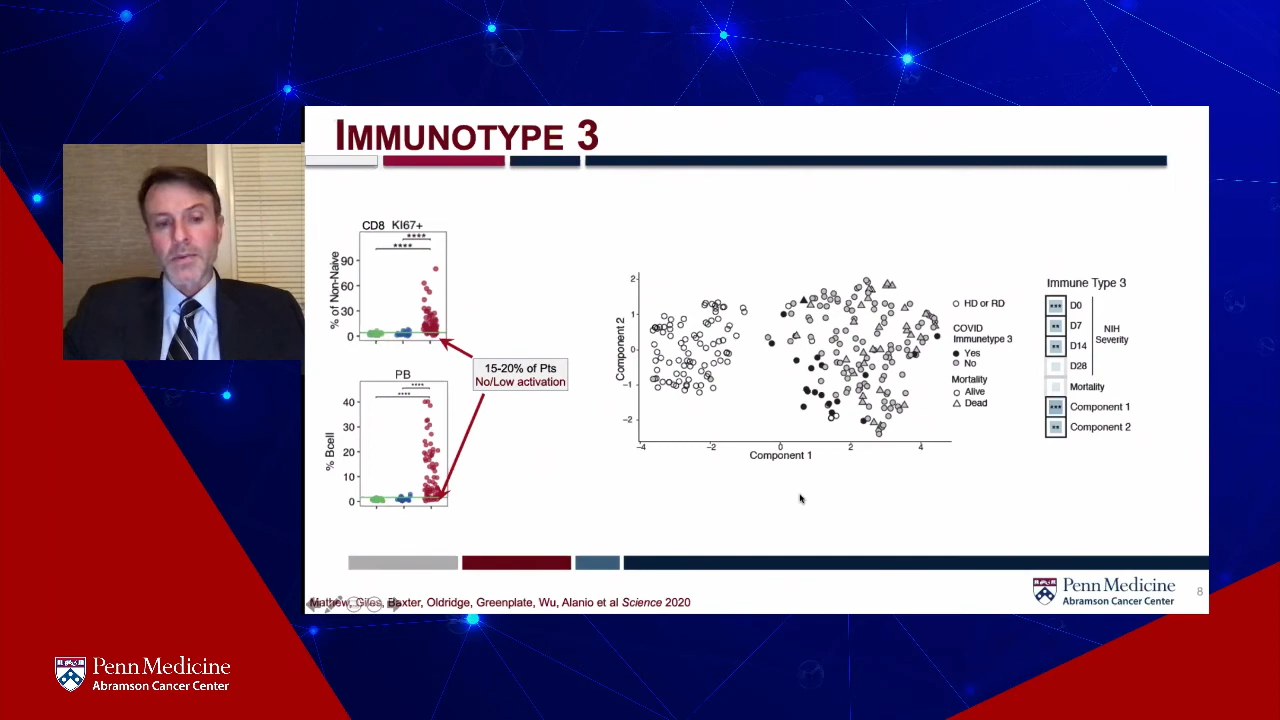 IMMUNOTYPE 3
CD8 KI67+
****
****
% of Non-Naive
90
60
30
0
PB
****
****
% Bcell
40
30
20
10
0
15-20% of Pts
No/Low activation
Component 2
2
1
0
−1
−2
−4
−2
0
2
4
Component 1
HD or RD
COVID
Immunetype 3
Yes
No
Mortality
Alive
Dead
Immune Type 3
*** D0
** D7
** D14
D28
NIH
Severity
Mortality
*** Component 1
** Component 2
Mathew, Giles, Baxter, Oldridge, Greenplate, Wu, Alanio et al Science 2020
Penn Medicine
Abramson Cancer Center
8
Penn Medicine
Abramson Cancer Center